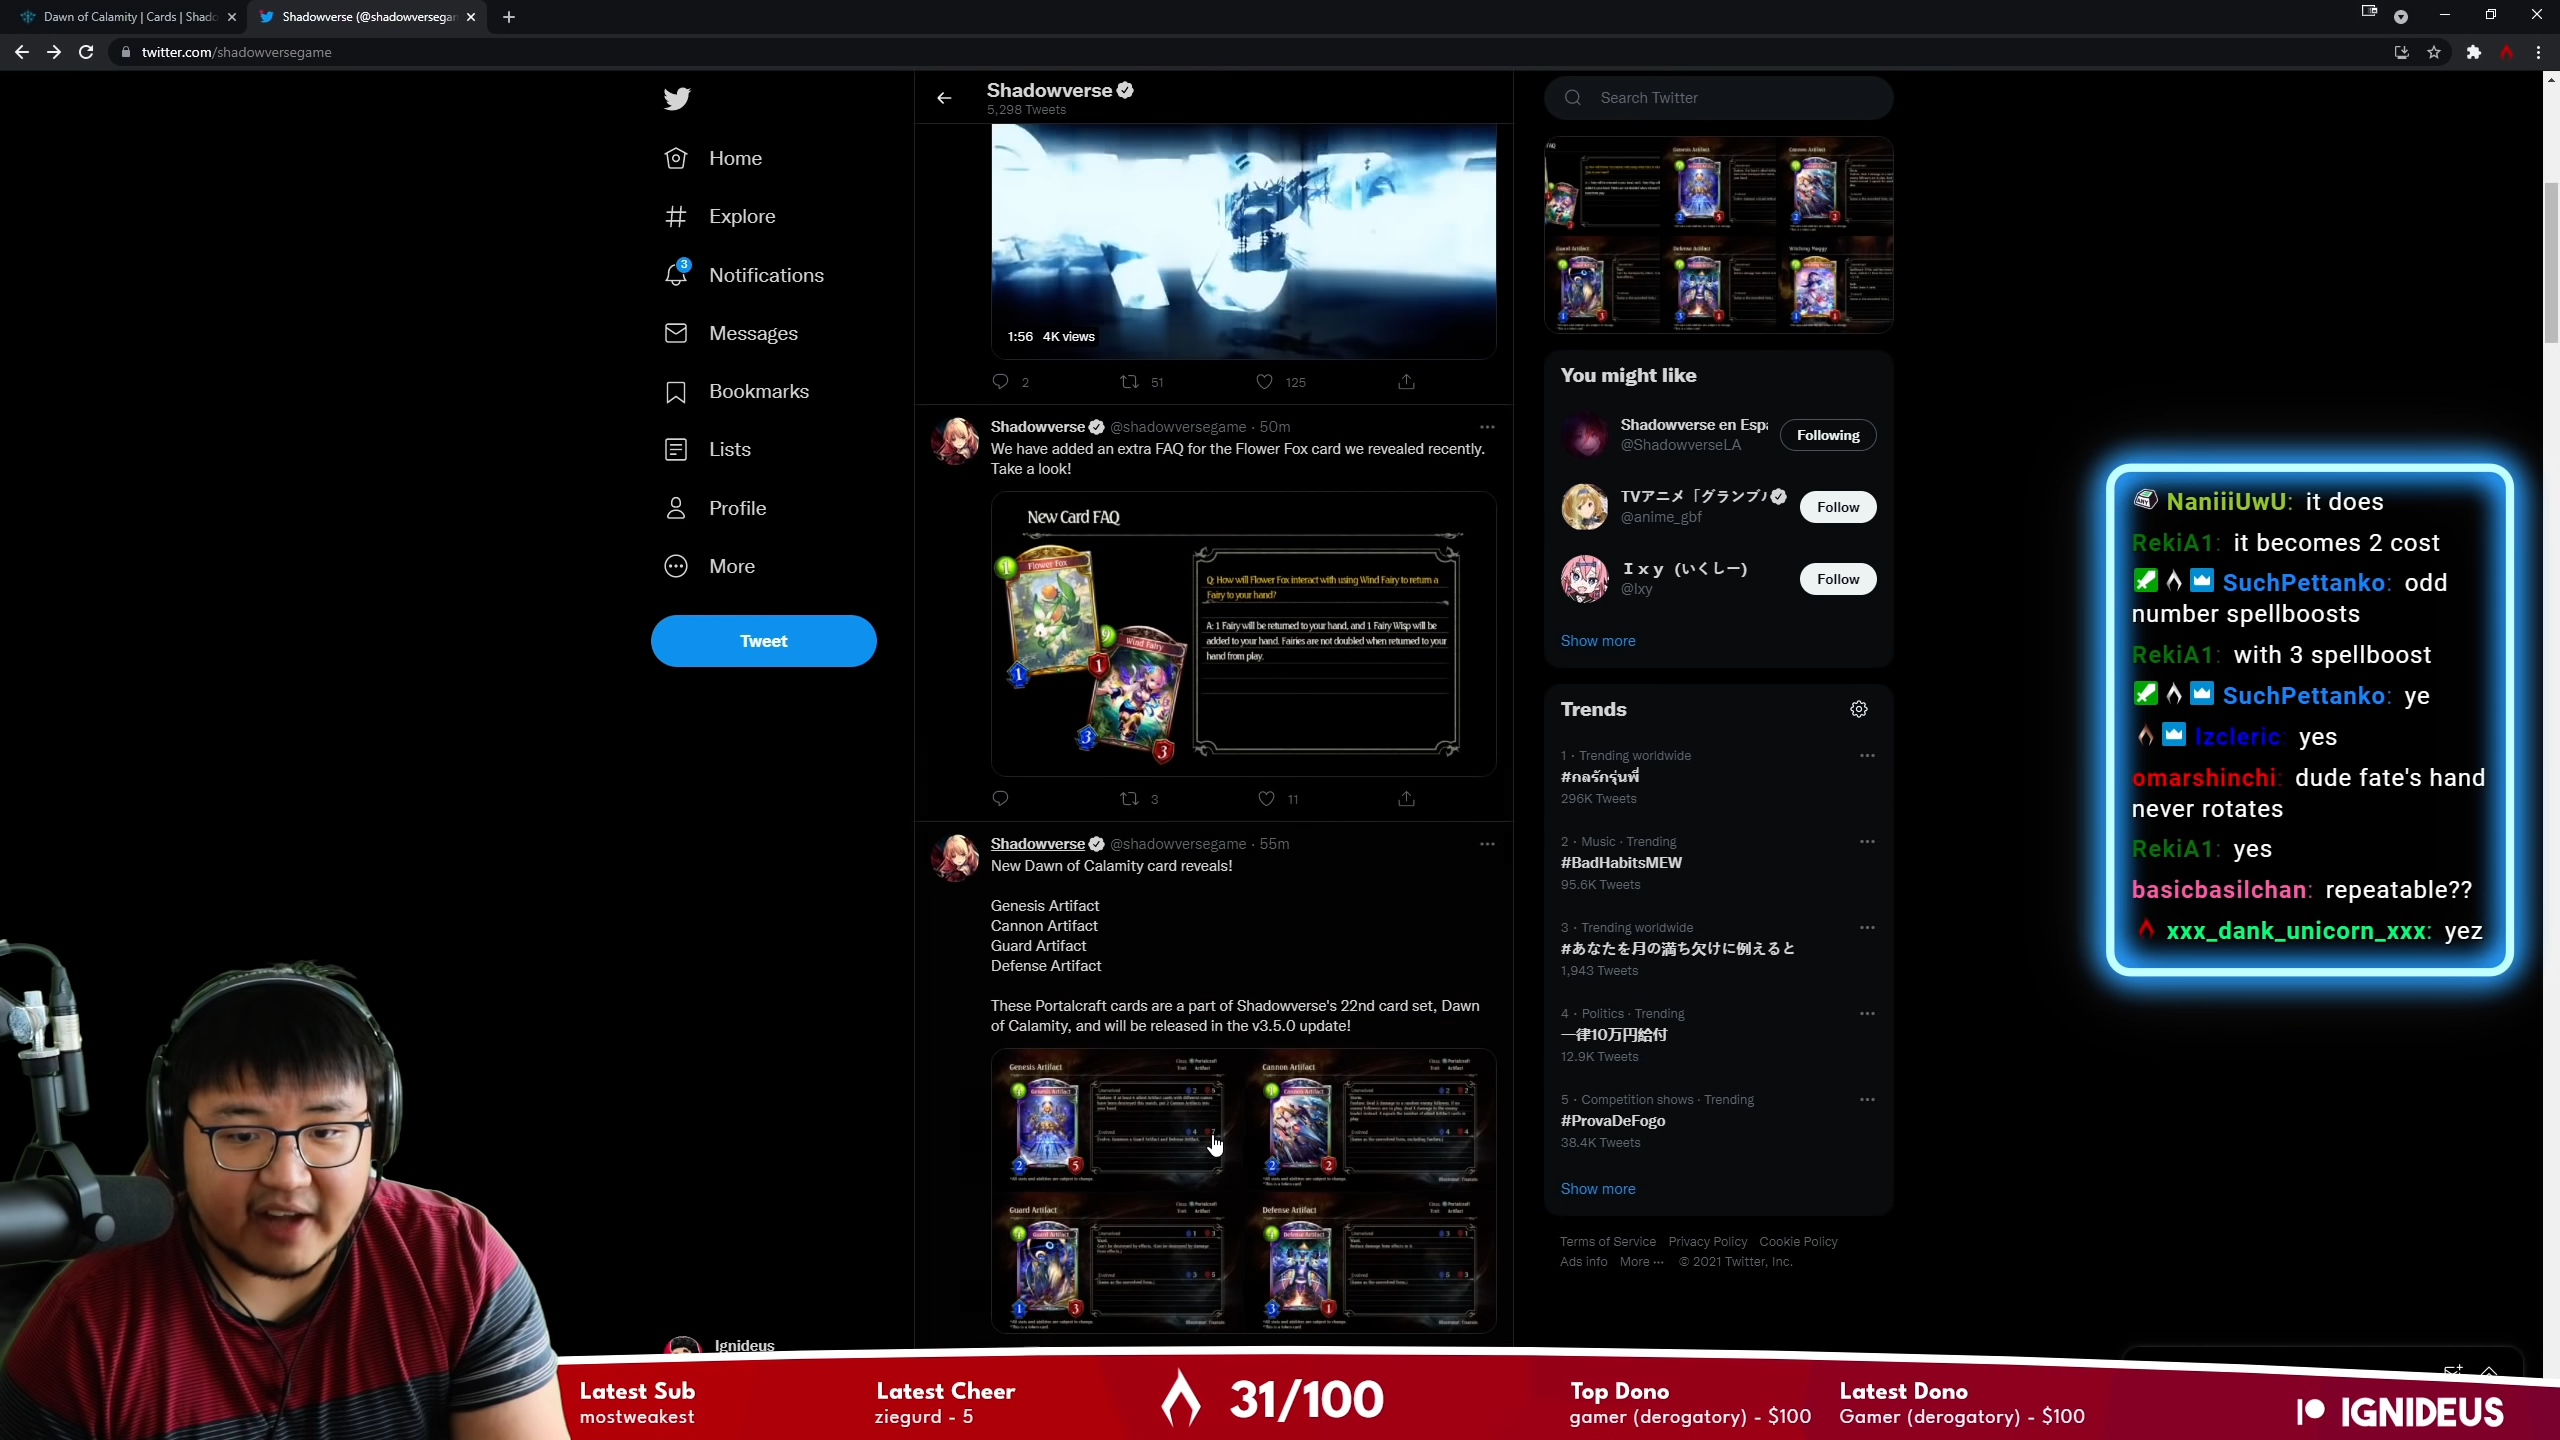 Dawn of Calamity | Cards | Shado
Shadowverse (@shadowversegam
twitter.com/shadowversegame
Shadowverse
5,298 Tweets
Search Twitter
Home
Explore
3
Notifications
Messages
Bookmarks
Lists
Profile
More
Tweet
Ignideus
1:56 4K views
2 51 125
Shadowverse @shadowversegame · 50m
We have added an extra FAQ for the Flower Fox card we revealed recently.
Take a look!
New Card FAQ
1 Flower Fox
1 1
9 Wind Fairy
3 3
Q: How will Flower Fox interact with using Wind Fairy to return a
Fairy to your hand?
A: 1 Fairy will be returned to your hand, and 1 Fairy Wisp will be
added to your hand. Fairies are not doubled when returned to your
hand from play.
3 11
Shadowverse @shadowversegame · 55m
New Dawn of Calamity card reveals!
Genesis Artifact
Cannon Artifact
Guard Artifact
Defense Artifact
These Portalcraft cards are a part of Shadowverse's 22nd card set, Dawn
of Calamity, and will be released in the v3.5.0 update!
Genesis Artifact
Cannon Artifact
Guard Artifact
Defense Artifact
You might like
Shadowverse en Espa
@ShadowverseLA
Following
TVアニメ「グランブル
@anime_gbf
Follow
Ｉｘｙ（いくしー）
@Ixy
Follow
Show more
Trends
1 · Trending worldwide
#กลรักรุ่นพี่
296K Tweets
2 · Music · Trending
#BadHabitsMEW
95.6K Tweets
3 · Trending worldwide
#あなたを月の満ち欠けに例えると
1,943 Tweets
4 · Politics · Trending
一律10万円給付
12.9K Tweets
5 · Competition shows · Trending
#ProvaDeFogo
38.4K Tweets
Show more
Terms of Service Privacy Policy Cookie Policy
Ads info More ··· © 2021 Twitter, Inc.
NaniiiUwU: it does
RekiA1: it becomes 2 cost
SuchPettanko: odd
number spellboosts
RekiA1: with 3 spellboost
SuchPettanko: ye
lzcleric: yes
omarshinchi: dude fate's hand
never rotates
RekiA1: yes
basicbasilchan: repeatable??
xxx_dank_unicorn_xxx: yez
Latest Sub
mostweakest
Latest Cheer
ziegurd - 5
31/100
Top Dono
gamer (derogatory) - $100
Latest Dono
Gamer (derogatory) - $100
IGNIDEUS